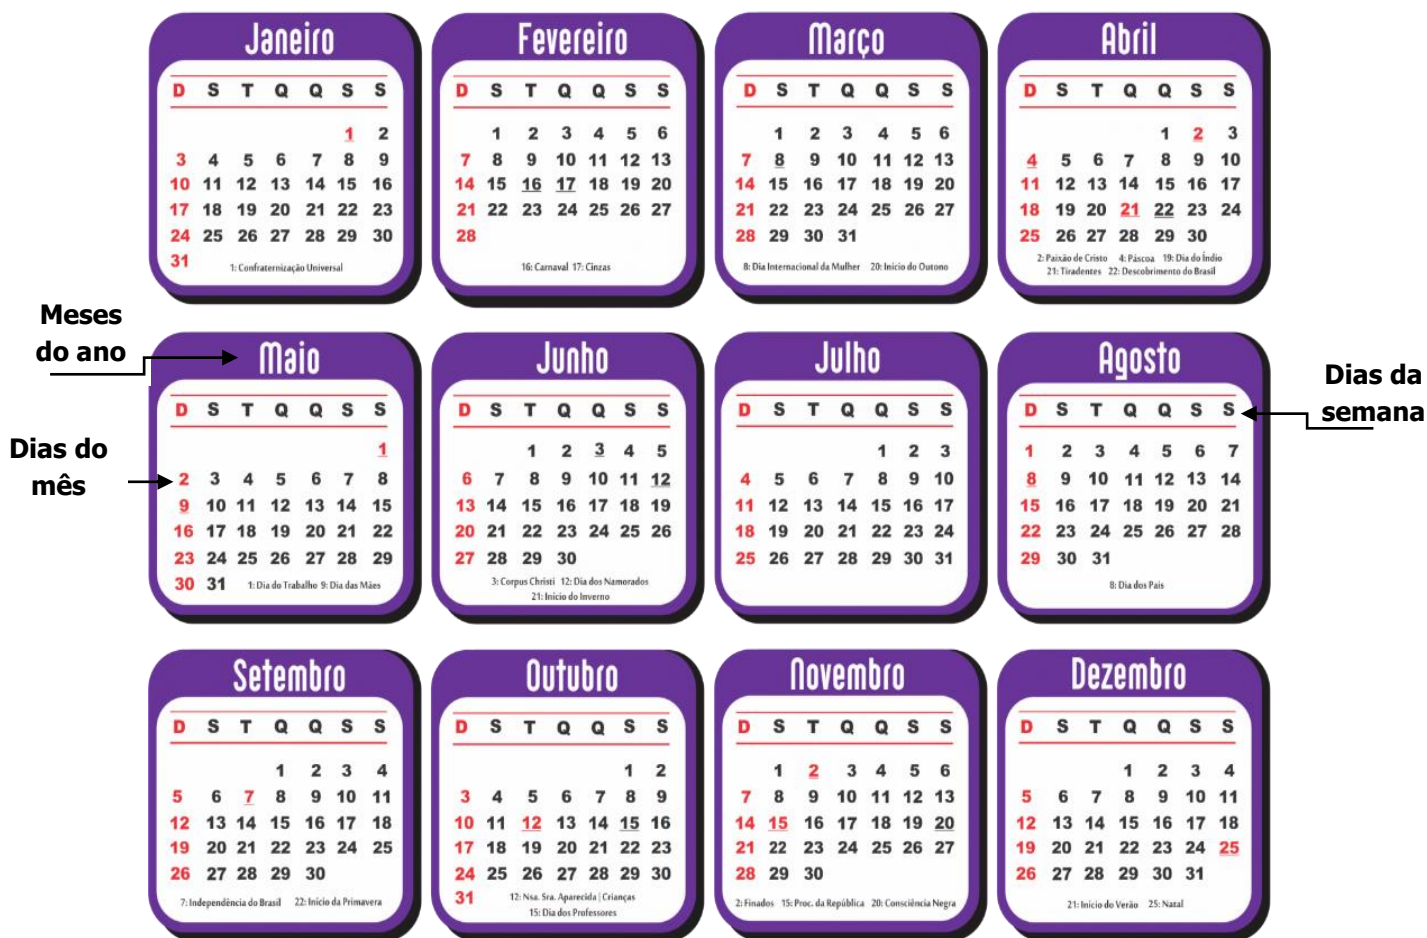 Janeiro
D S T Q Q S S
1 2
3 4 5 6 7 8 9
10 11 12 13 14 15 16
17 18 19 20 21 22 23
24 25 26 27 28 29 30
31
1: Confraternização Universal
Fevereiro
D S T Q Q S S
1 2 3 4 5 6
7 8 9 10 11 12 13
14 15 16 17 18 19 20
21 22 23 24 25 26 27
28
16: Carnaval 17: Cinzas
Março
D S T Q Q S S
1 2 3 4 5 6
7 8 9 10 11 12 13
14 15 16 17 18 19 20
21 22 23 24 25 26 27
28 29 30 31
8: Dia Internacional da Mulher 20: Início do Outono
Abril
D S T Q Q S S
1 2 3
4 5 6 7 8 9 10
11 12 13 14 15 16 17
18 19 20 21 22 23 24
25 26 27 28 29 30
2: Paixão de Cristo 4: Páscoa 19: Dia do Índio
21: Tiradentes 22: Descobrimento do Brasil
Meses
do ano
Dias do
mês
Maio
D S T Q Q S S
1
2 3 4 5 6 7 8
9 10 11 12 13 14 15
16 17 18 19 20 21 22
23 24 25 26 27 28 29
30 31
1: Dia do Trabalho 9: Dia das Mães
Junho
D S T Q Q S S
1 2 3 4 5
6 7 8 9 10 11 12
13 14 15 16 17 18 19
20 21 22 23 24 25 26
27 28 29 30
3: Corpus Christi 12: Dia dos Namorados
21: Início do Inverno
Julho
D S T Q Q S S
1 2 3
4 5 6 7 8 9 10
11 12 13 14 15 16 17
18 19 20 21 22 23 24
25 26 27 28 29 30 31
Agosto
D S T Q Q S S
1 2 3 4 5 6 7
8 9 10 11 12 13 14
15 16 17 18 19 20 21
22 23 24 25 26 27 28
29 30 31
8: Dia dos Pais
Dias da
semana
Setembro
D S T Q Q S S
1 2 3 4
5 6 7 8 9 10 11
12 13 14 15 16 17 18
19 20 21 22 23 24 25
26 27 28 29 30
7: Independência do Brasil 22: Início da Primavera
Outubro
D S T Q Q S S
1 2
3 4 5 6 7 8 9
10 11 12 13 14 15 16
17 18 19 20 21 22 23
24 25 26 27 28 29 30
31
12: Nsa. Sra. Aparecida | Crianças
15: Dia dos Professores
Novembro
D S T Q Q S S
1 2 3 4 5 6
7 8 9 10 11 12 13
14 15 16 17 18 19 20
21 22 23 24 25 26 27
28 29 30
2: Finados 15: Proc. da República 20: Consciência Negra
Dezembro
D S T Q Q S S
1 2 3 4
5 6 7 8 9 10 11
12 13 14 15 16 17 18
19 20 21 22 23 24 25
26 27 28 29 30 31
21: Início do Verão 25: Natal